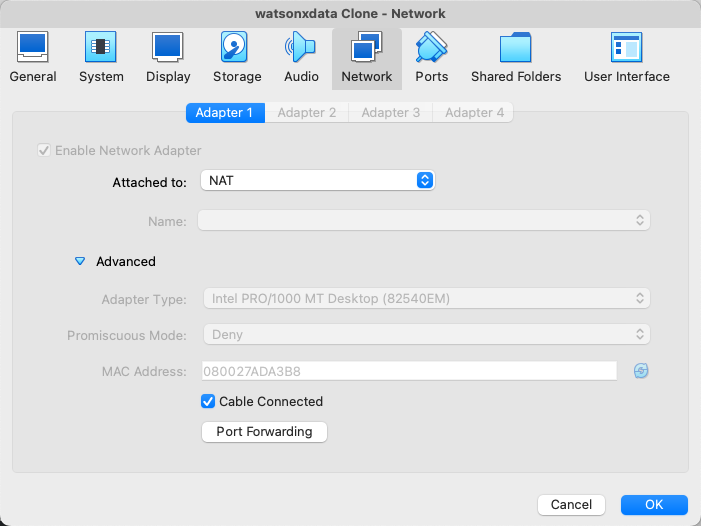 watsonxdata Clone - Network
General System Display Storage Audio Network Ports Shared Folders User Interface
Adapter 1 Adapter 2 Adapter 3 Adapter 4
Enable Network Adapter
Attached to: NAT
Name:
Advanced
Adapter Type: Intel PRO/1000 MT Desktop (82540EM)
Promiscuous Mode: Deny
MAC Address: 080027ADA3B8
Cable Connected
Port Forwarding
Cancel OK